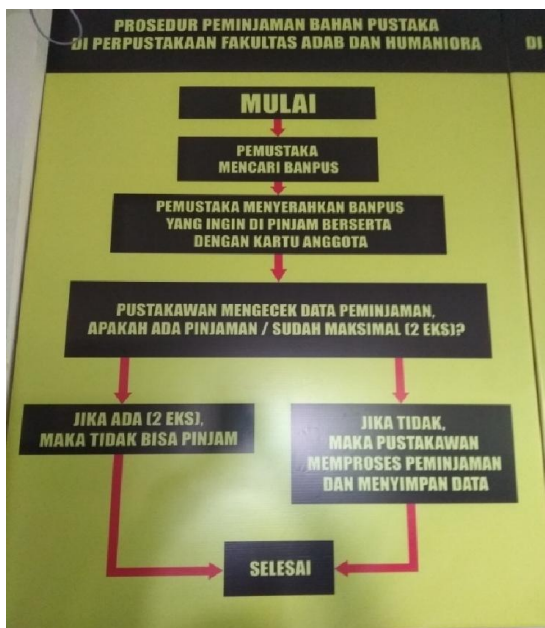 PROSEDUR PEMINJAMAN BAHAN PUSTAKA
DI PERPUSTAKAAN FAKULTAS ADAB DAN HUMANIORA
DI
MULAI
PEMUSTAKA
MENCARI BANPUS
PEMUSTAKA MENYERAHKAN BANPUS
YANG INGIN DI PINJAM BERSERTA
DENGAN KARTU ANGGOTA
PUSTAKAWAN MENGECEK DATA PEMINJAMAN,
APAKAH ADA PINJAMAN / SUDAH MAKSIMAL (2 EKS)?
JIKA ADA (2 EKS),
MAKA TIDAK BISA PINJAM
JIKA TIDAK,
MAKA PUSTAKAWAN
MEMPROSES PEMINJAMAN
DAN MENYIMPAN DATA
SELESAI